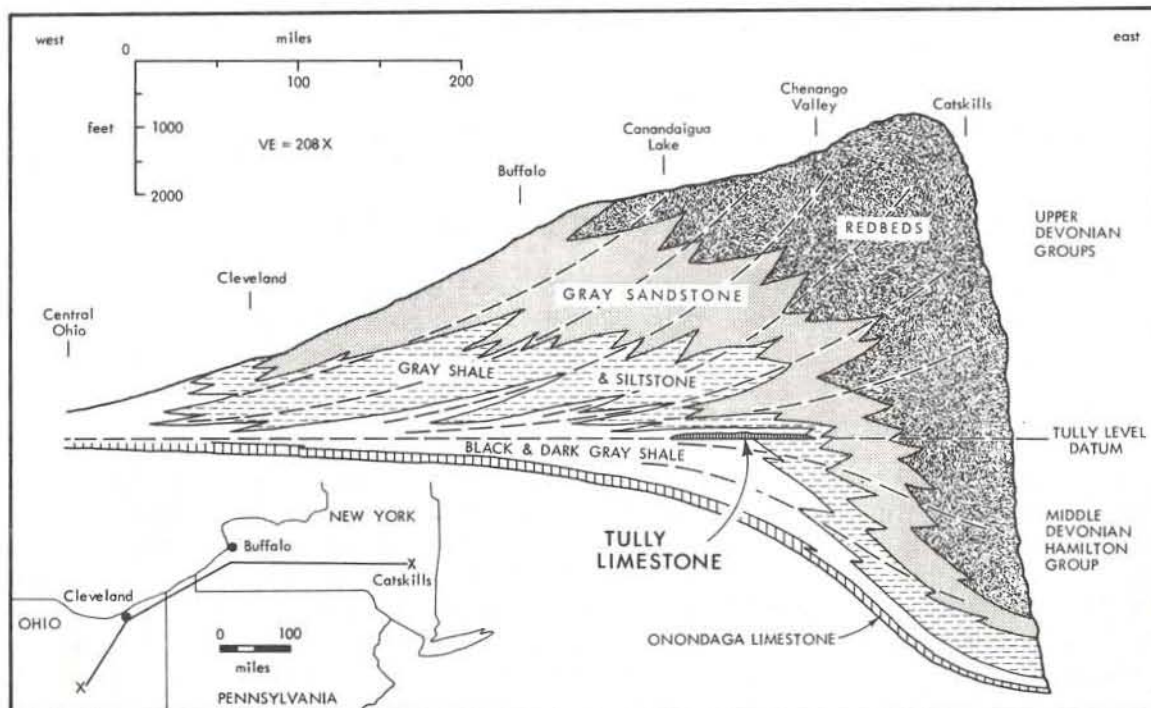 west
miles
east
0
100
200
feet
1000
2000
VE = 208 X
Central
Ohio
Cleveland
Buffalo
Canandaigua
Lake
Chenango
Valley
Catskills
REDBEDS
UPPER
DEVONIAN
GROUPS
GRAY SANDSTONE
GRAY SHALE
& SILTSTONE
BLACK & DARK GRAY SHALE
TULLY LEVEL
DATUM
TULLY
LIMESTONE
MIDDLE
DEVONIAN
HAMILTON
GROUP
ONONDAGA LIMESTONE
NEW YORK
Buffalo
X
Catskills
Cleveland
OHIO
0
100
miles
X
PENNSYLVANIA